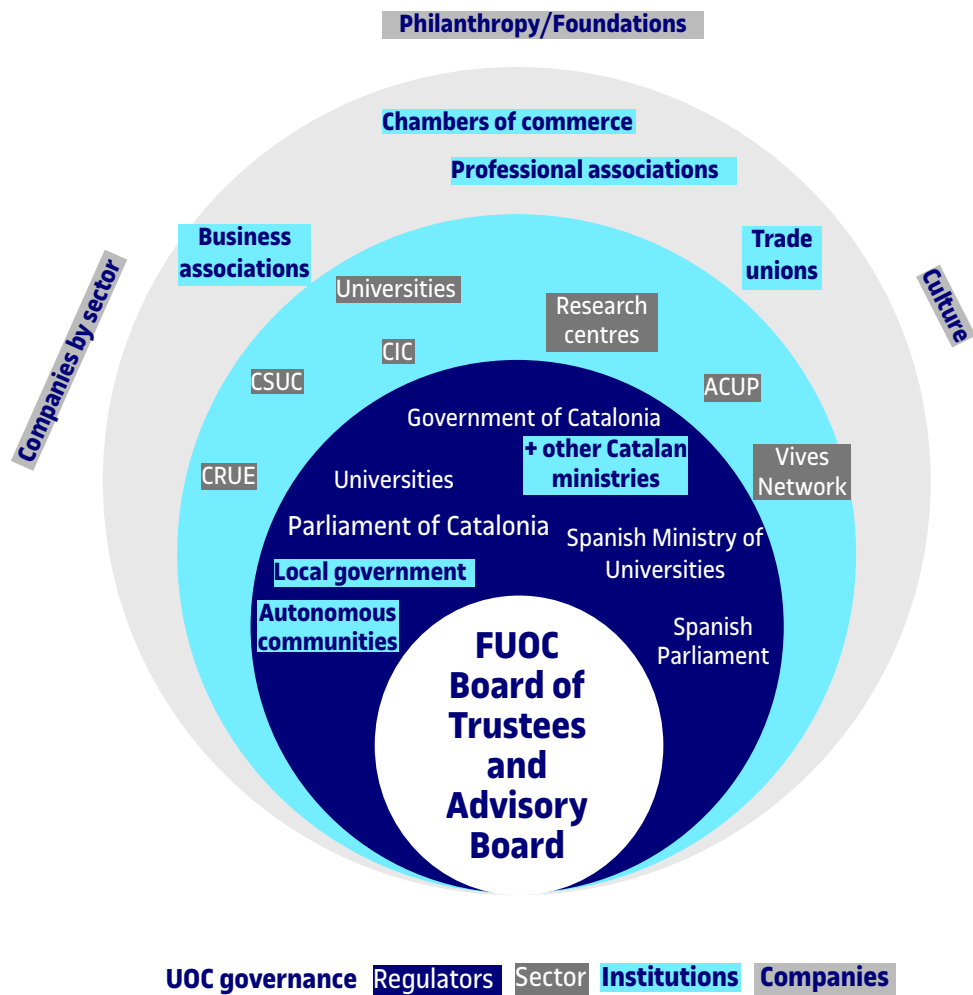 Philanthropy/Foundations
Chambers of commerce
Professional associations
Business
associations
Trade
unions
Companies by sector
Culture
Universities
Research
centres
CIC
CSUC
ACUP
CRUE
Vives
Network
Government of Catalonia
+ other Catalan
ministries
Universities
Parliament of Catalonia
Spanish Ministry of
Universities
Local government
Autonomous
communities
Spanish
Parliament
FUOC
Board of
Trustees
and
Advisory
Board
UOC governance Regulators Sector Institutions Companies